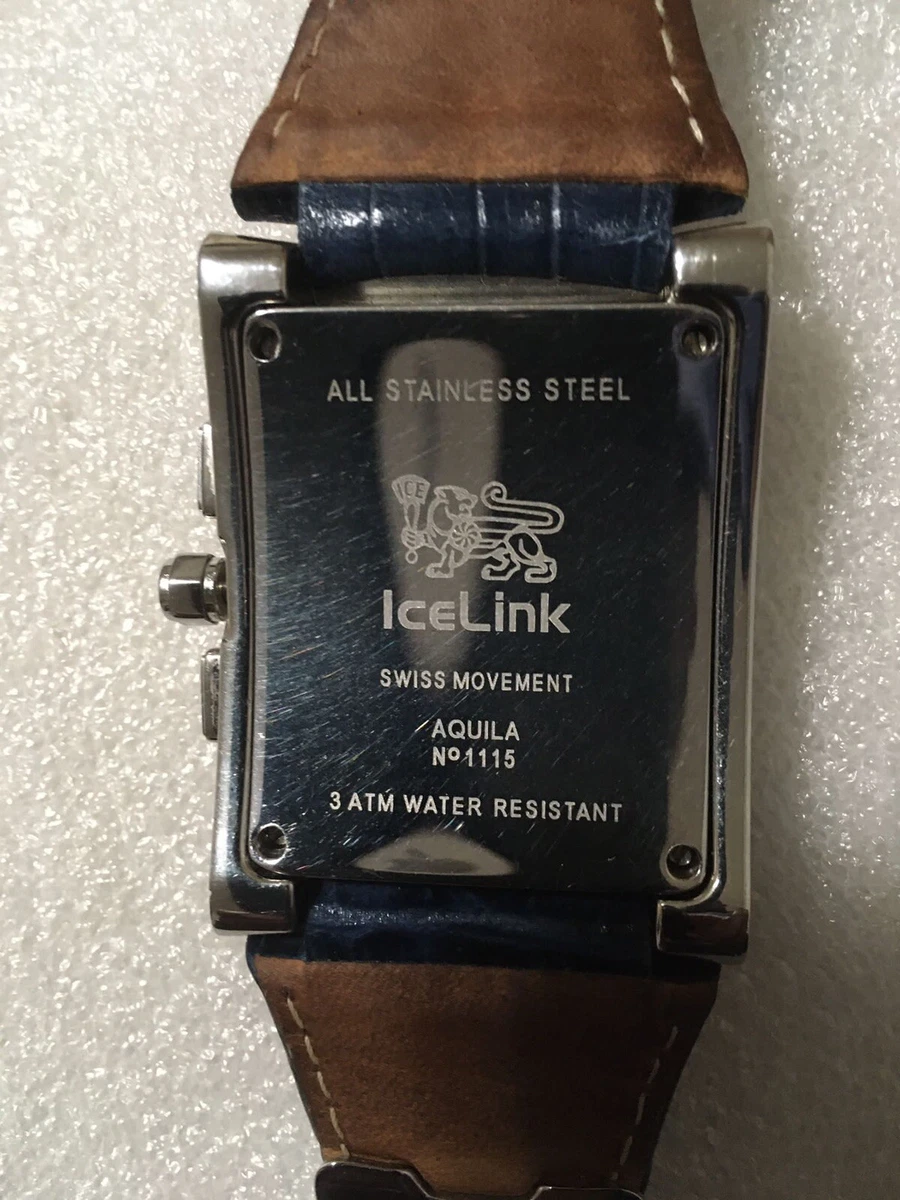 ALL STAINLESS STEEL
ICE
IceLink
SWISS MOVEMENT
AQUILA
Nº1115
3 ATM WATER RESISTANT